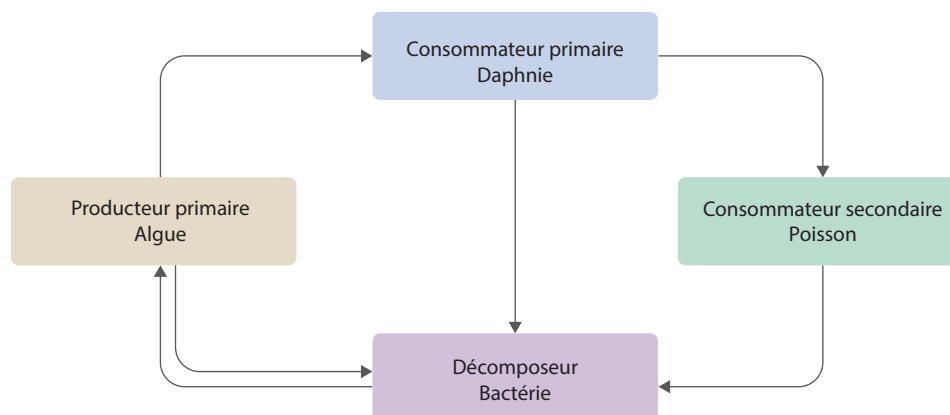 Consommateur primaire
Daphnie
Producteur primaire
Algue
Consommateur secondaire
Poisson
Décomposeur
Bactérie